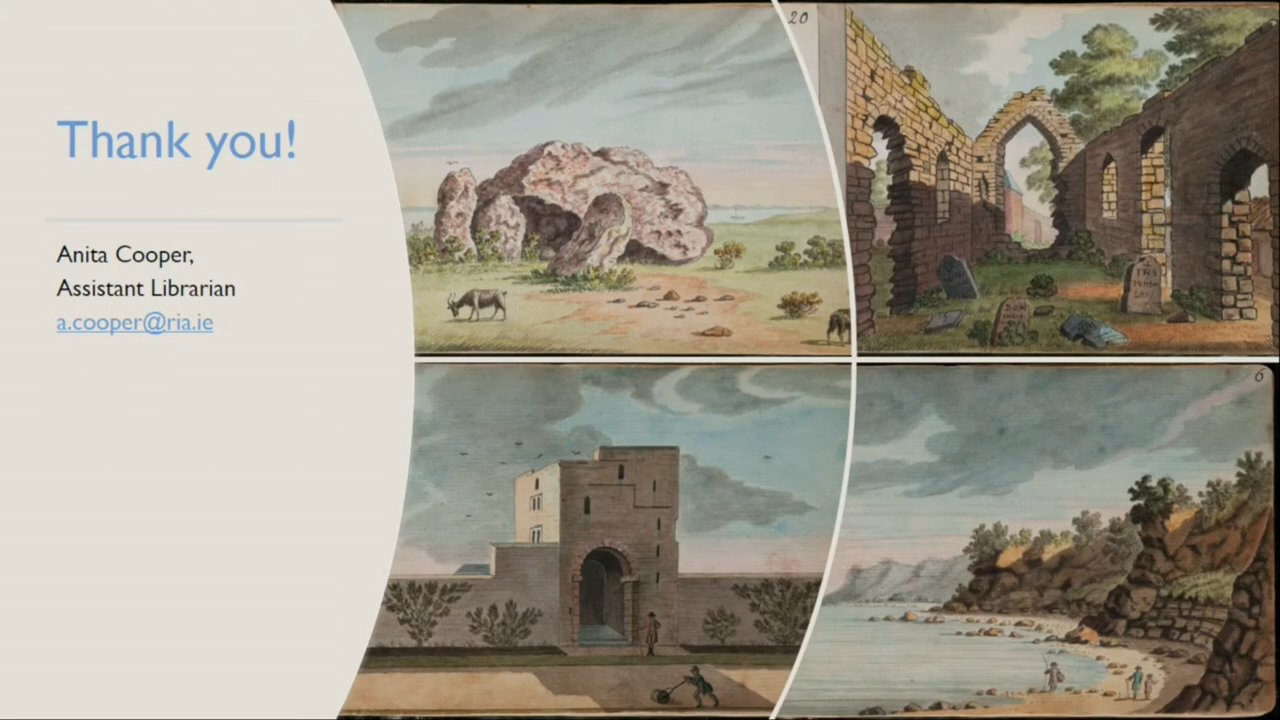 Thank you!
Anita Cooper,
Assistant Librarian
a.cooper@ria.ie
20
6